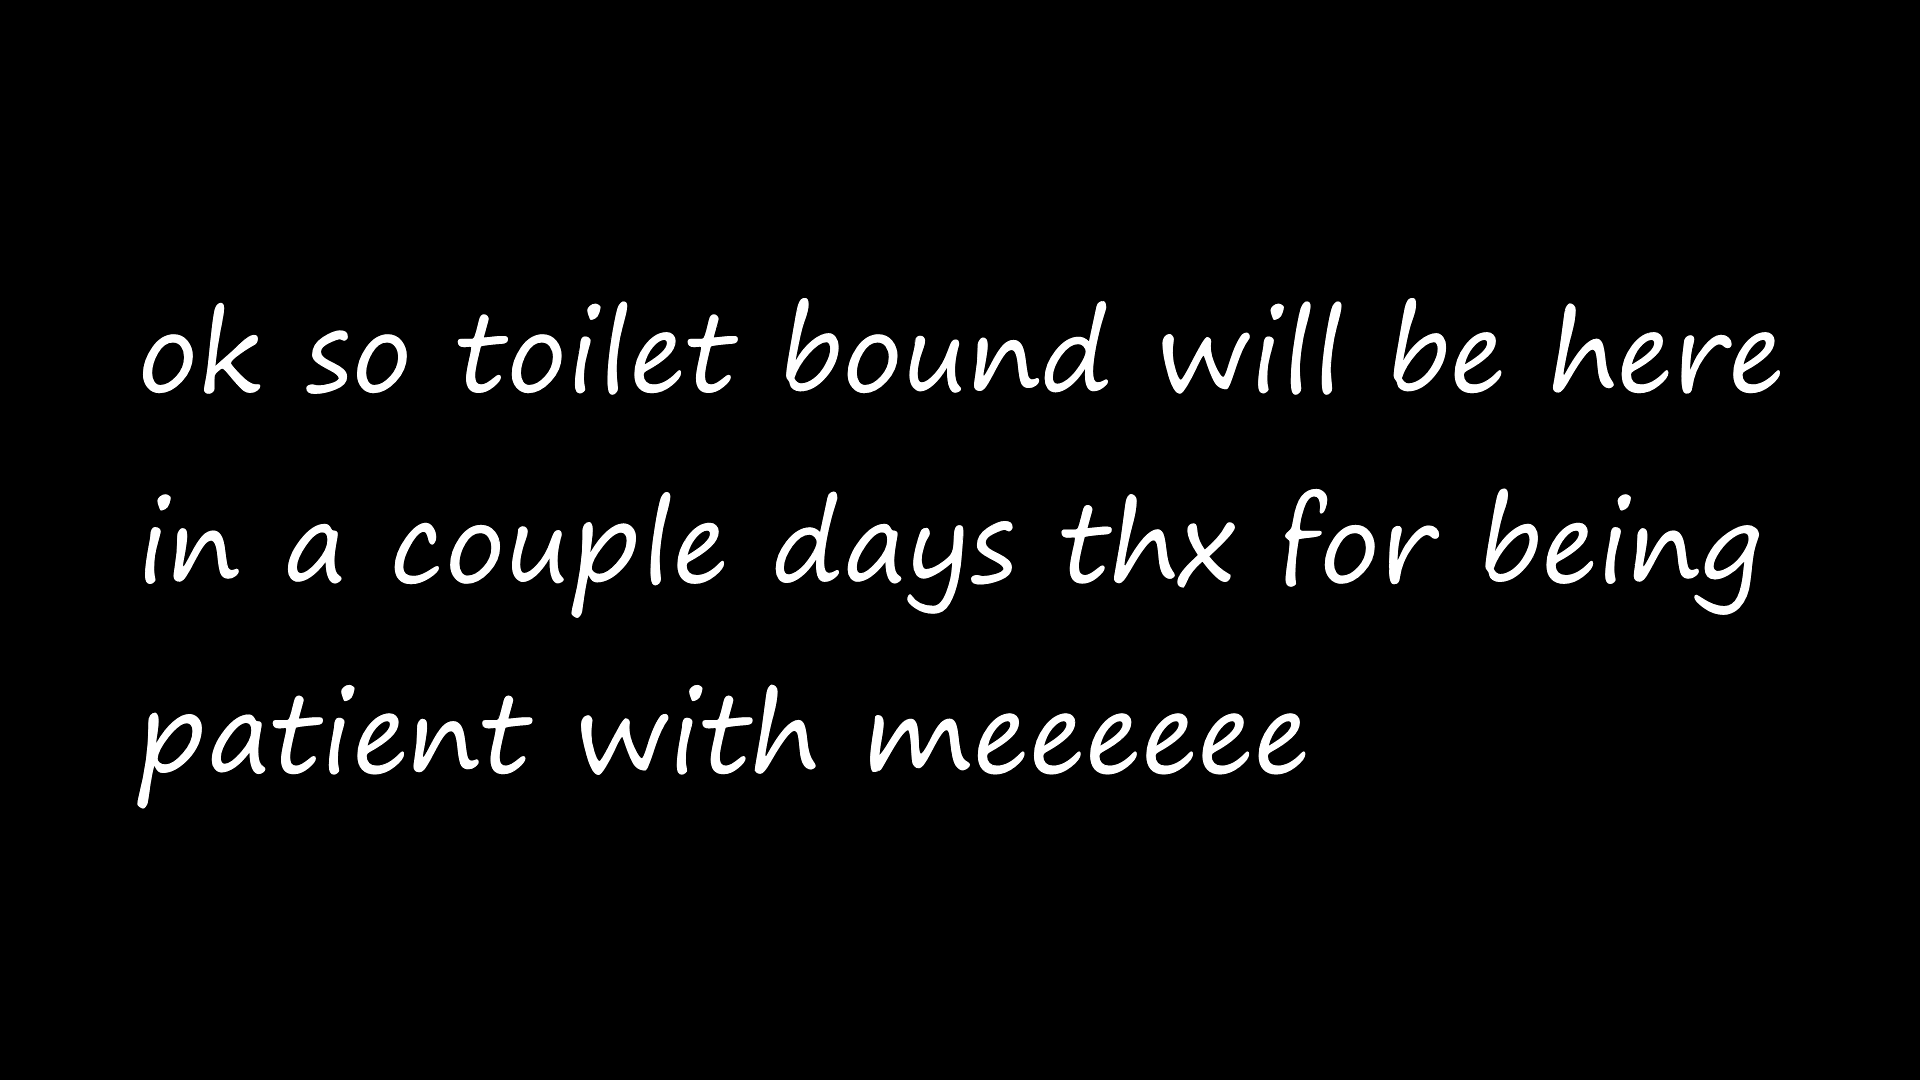 ok so toilet bound will be here
in a couple days thx for being
patient with meeeeee